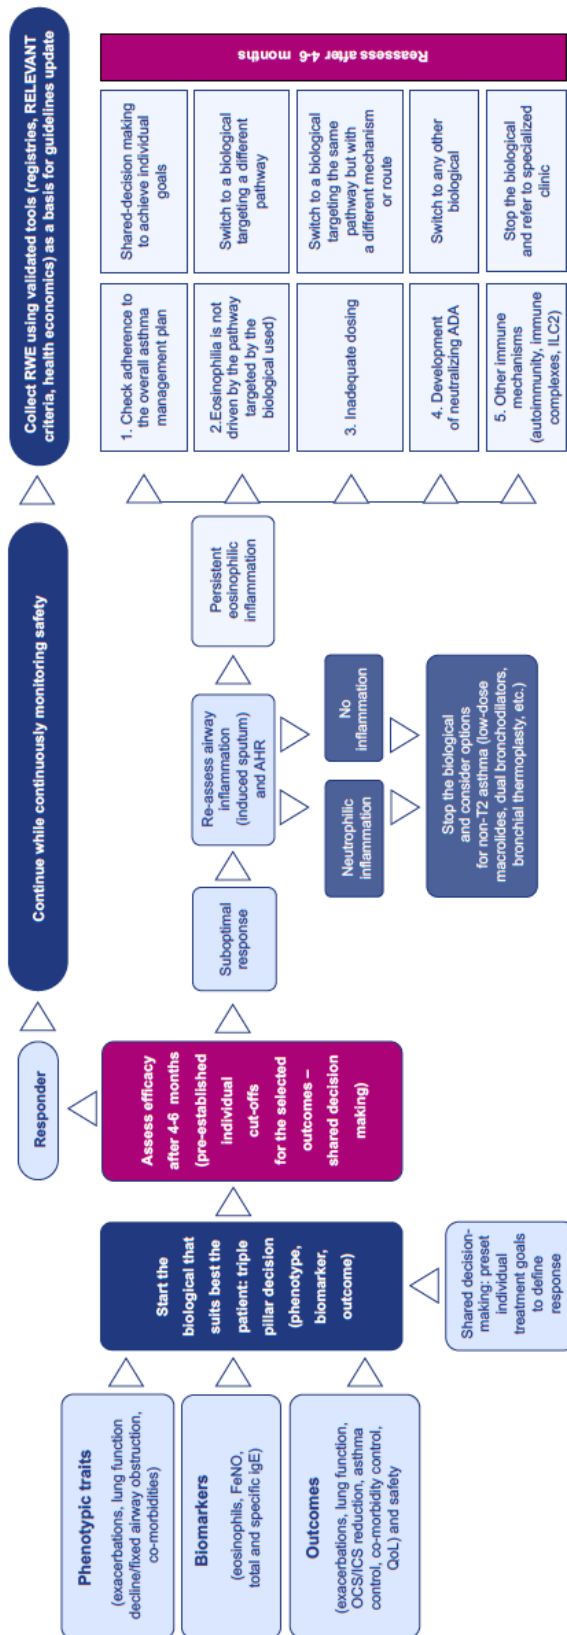 Phenotypic traits
(exacerbations, lung function
decline/fixed airway obstruction,
co-morbidities)
Biomarkers
(eosinophils, FeNO,
total and specific igE)
Outcomes
(exacerbations, lung function,
OCS/ICS reduction, asthma
control, co-morbidity control,
QoL) and safety
Start the
biological that
suits best the
patient: triple
pillar decision
(phenotype,
biomarker,
outcome)
Shared decision-
making: preset
individual
treatment goals
to define
response
Responder
Assess efficacy
after 4-6 months
(pre-established
individual
cut-offs
for the selected
outcomes –
shared decision
making)
Continue while continuously monitoring safety
Suboptimal
response
Re-assess airway
inflammation
(induced sputum)
and AHR
Persistent
eosinophilic
inflammation
Neutrophilic
inflammation
No
inflammation
Stop the biological
and consider options
for non-T2 asthma (low-dose
macrolides, dual bronchodilators,
bronchial thermoplasty, etc.)
Collect RWE using validated tools (registries, RELEVANT
criteria, health economics) as a basis for guidelines update
1. Check adherence to
the overall asthma
management plan
Shared-decision making
to achieve individual
goals
2.Eosinophilia is not
driven by the pathway
targeted by the
biological used)
Switch to a biological
targeting a different
pathway
3. Inadequate dosing
Switch to a biological
targeting the same
pathway but with
a different mechanism
or route
4. Development
of neutralizing ADA
Switch to any other
biological
5. Other immune
mechanisms
(autoimmunity, immune
complexes, ILC2)
Stop the biological
and refer to specialized
clinic
Reassess after 4-6 months